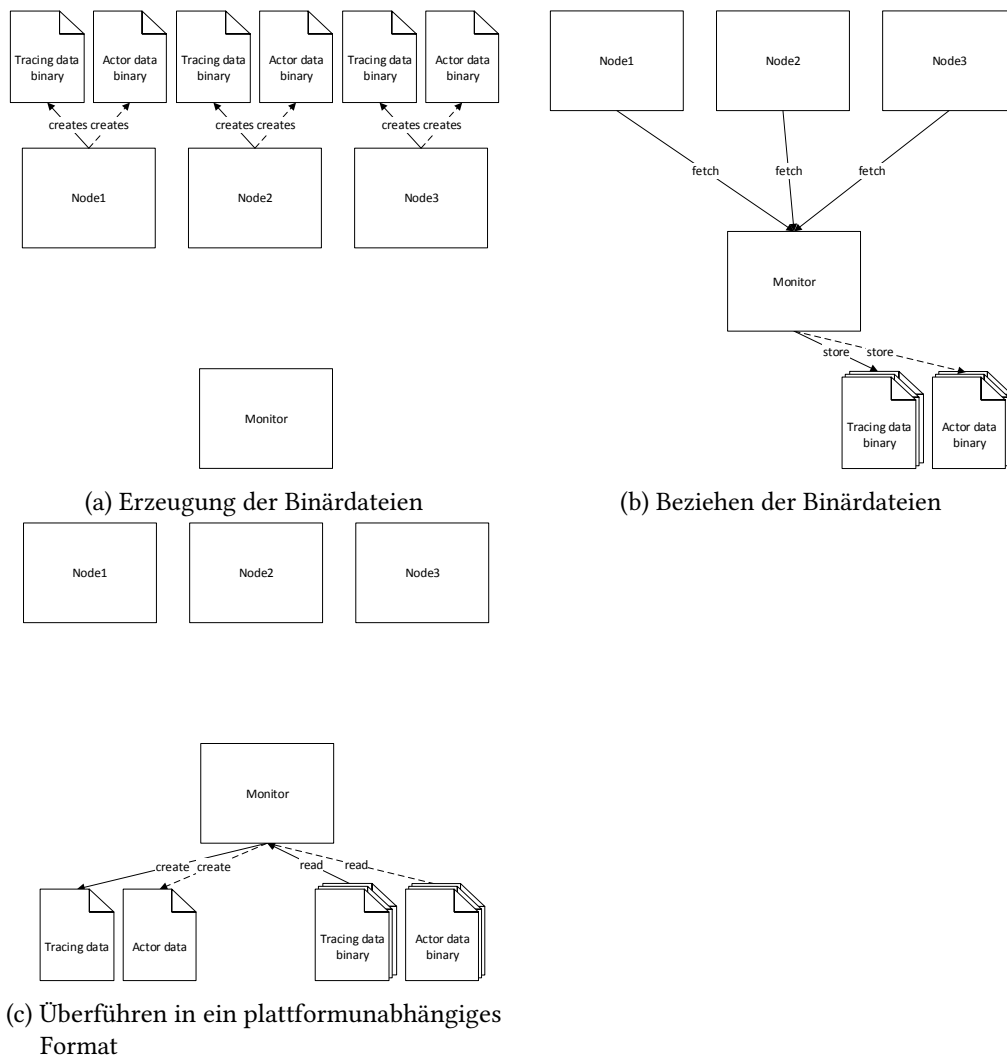 Tracing data
binary
Actor data
binary
Tracing data
binary
Actor data
binary
Tracing data
binary
Actor data
binary
creates creates
creates creates
creates creates
Node1
Node2
Node3
Monitor
(a) Erzeugung der Binärdateien
Node1
Node2
Node3
fetch
fetch
fetch
Monitor
store
store
Tracing data
binary
Actor data
binary
(b) Beziehen der Binärdateien
Node1
Node2
Node3
Monitor
create
create
read
read
Tracing data
Actor data
Tracing data
binary
Actor data
binary
(c) Überführen in ein plattformunabhängiges
Format